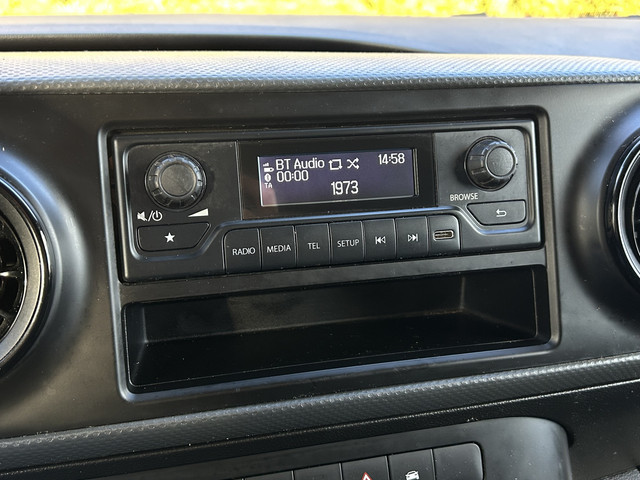 BT Audio 14:58
00:00
TA
1973
BROWSE
RADIO MEDIA TEL SETUP